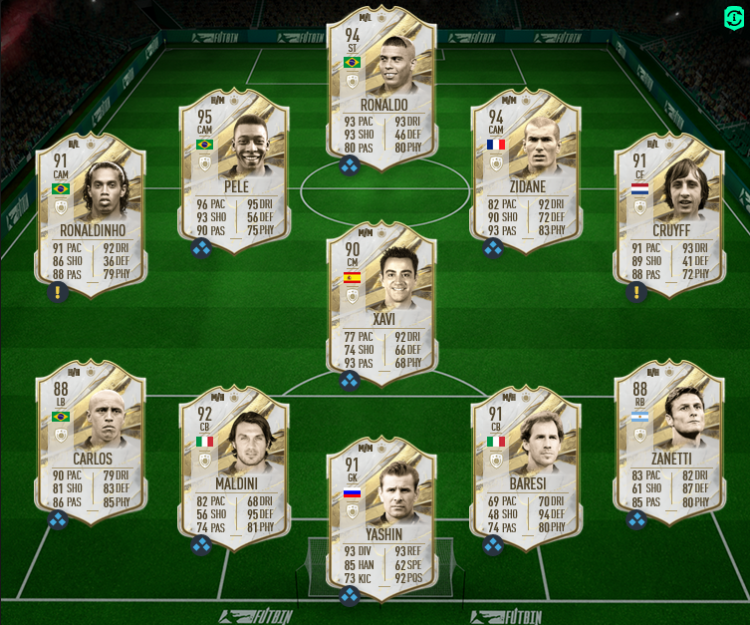 FUTBIN
FUTBIN
FUTBIN
FUTBIN
M/L
94
ST
RONALDO
93 PAC 93 DRI
93 SHO 46 DEF
80 PAS 80 PHY
H/M
95
CAM
PELE
96 PAC 95 DRI
93 SHO 56 DEF
90 PAS 75 PHY
M/M
94
CAM
ZIDANE
82 PAC 92 DRI
90 SHO 72 DEF
93 PAS 83 PHY
H/L
91
CAM
RONALDINHO
91 PAC 92 DRI
86 SHO 36 DEF
88 PAS 79 PHY
!
H/L
91
CF
CRUYFF
91 PAC 93 DRI
89 SHO 41 DEF
88 PAS 72 PHY
!
M/M
90
CM
XAVI
77 PAC 92 DRI
74 SHO 66 DEF
93 PAS 68 PHY
H/H
88
LB
CARLOS
90 PAC 79 DRI
81 SHO 83 DEF
86 PAS 85 PHY
M/H
92
CB
MALDINI
82 PAC 68 DRI
56 SHO 95 DEF
74 PAS 81 PHY
M/M
91
GK
YASHIN
93 DIV 93 REF
85 HAN 62 SPE
73 KIC 92 POS
M/H
91
CB
BARESI
69 PAC 70 DRI
48 SHO 94 DEF
74 PAS 80 PHY
H/H
88
RB
ZANETTI
83 PAC 82 DRI
61 SHO 87 DEF
85 PAS 80 PHY
FUTBIN
FUTBIN